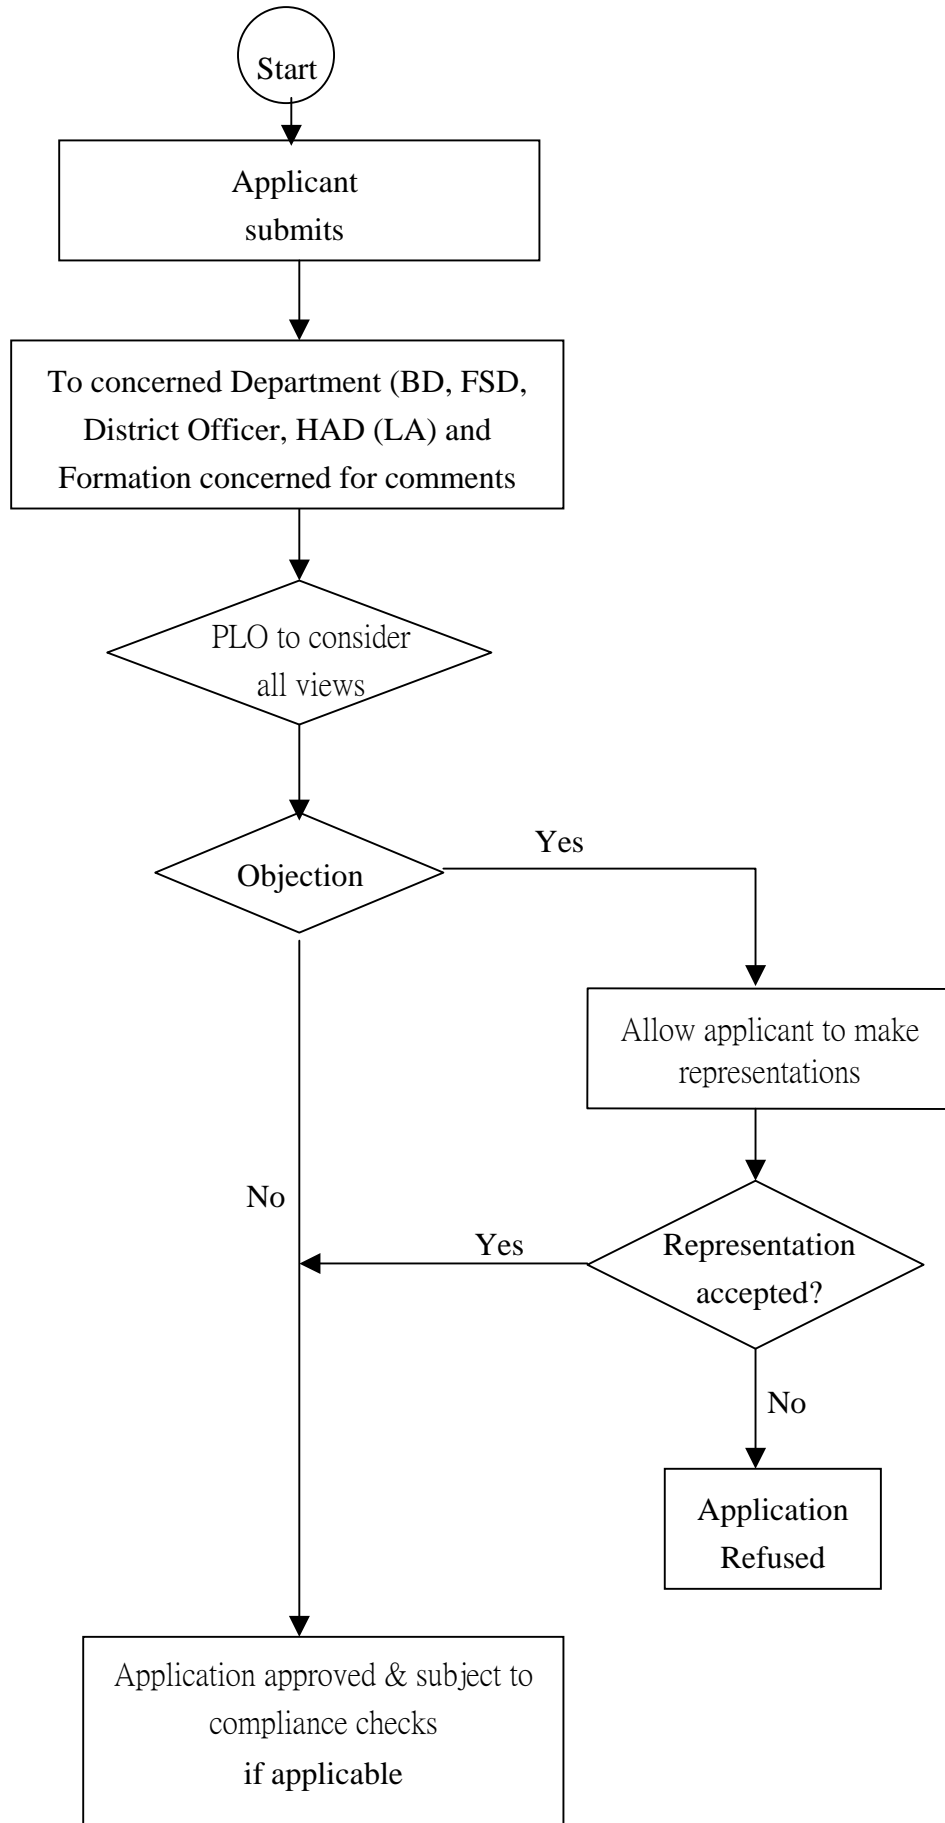 Start
Applicant
submits
To concerned Department (BD, FSD,
District Officer, HAD (LA) and
Formation concerned for comments
PLO to consider
all views
Objection
Yes
Allow applicant to make
representations
No
Yes
Representation
accepted?
No
Application
Refused
Application approved & subject to
compliance checks
if applicable